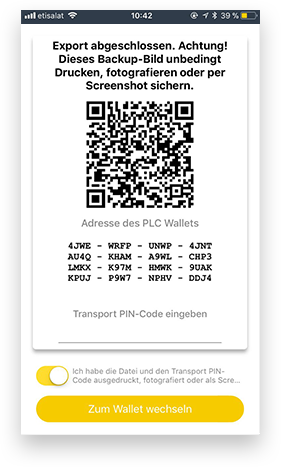 etisalat 10:42 39 %
Export abgeschlossen. Achtung!
Dieses Backup-Bild unbedingt
Drucken, fotografieren oder per
Screenshot sichern.
Adresse des PLC Wallets
4JWE - WRFP - UNWP - 4JNT
AU4Q - KHAM - A9WL - CHP3
LMKX - K97M - HMWK - 9UAK
KPUJ - P9W7 - NPHV - DDJ4
Transport PIN-Code eingeben
Ich habe die Datei und den Transport PIN-
Code ausgedruckt, fotografiert oder als Scre...
Zum Wallet wechseln